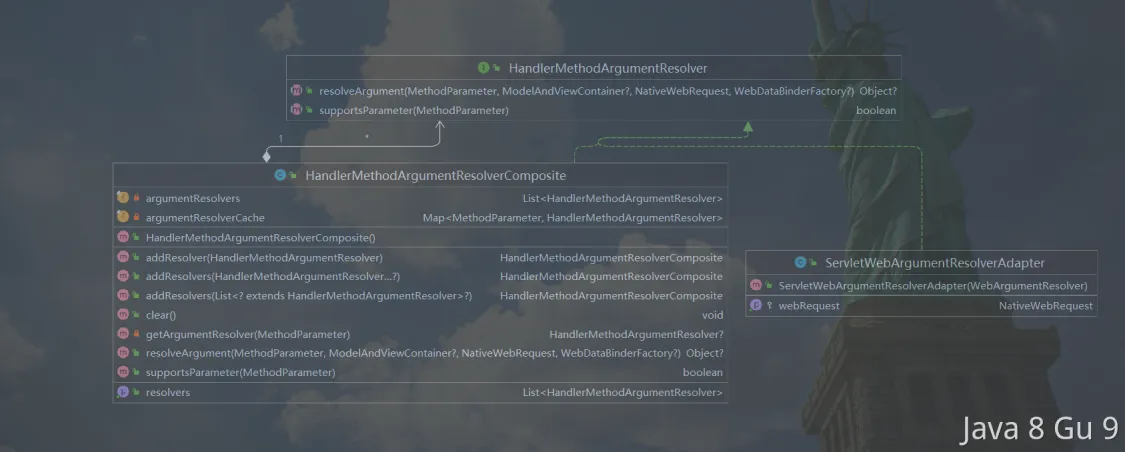 HandlerMethodArgumentResolver
resolveArgument(MethodParameter, ModelAndViewContainer?, NativeWebRequest, WebDataBinderFactory?) Object?
supportsParameter(MethodParameter) boolean
1 *
HandlerMethodArgumentResolverComposite
argumentResolvers List<HandlerMethodArgumentResolver>
argumentResolverCache Map<MethodParameter, HandlerMethodArgumentResolver>
HandlerMethodArgumentResolverComposite()
addResolver(HandlerMethodArgumentResolver) HandlerMethodArgumentResolverComposite
addResolvers(HandlerMethodArgumentResolver...?) HandlerMethodArgumentResolverComposite
addResolvers(List<? extends HandlerMethodArgumentResolver>?) HandlerMethodArgumentResolverComposite
clear() void
getArgumentResolver(MethodParameter) HandlerMethodArgumentResolver?
resolveArgument(MethodParameter, ModelAndViewContainer?, NativeWebRequest, WebDataBinderFactory?) Object?
supportsParameter(MethodParameter) boolean
resolvers List<HandlerMethodArgumentResolver>
ServletWebArgumentResolverAdapter
ServletWebArgumentResolverAdapter(WebArgumentResolver)
webRequest NativeWebRequest
Java 8 Gu 9